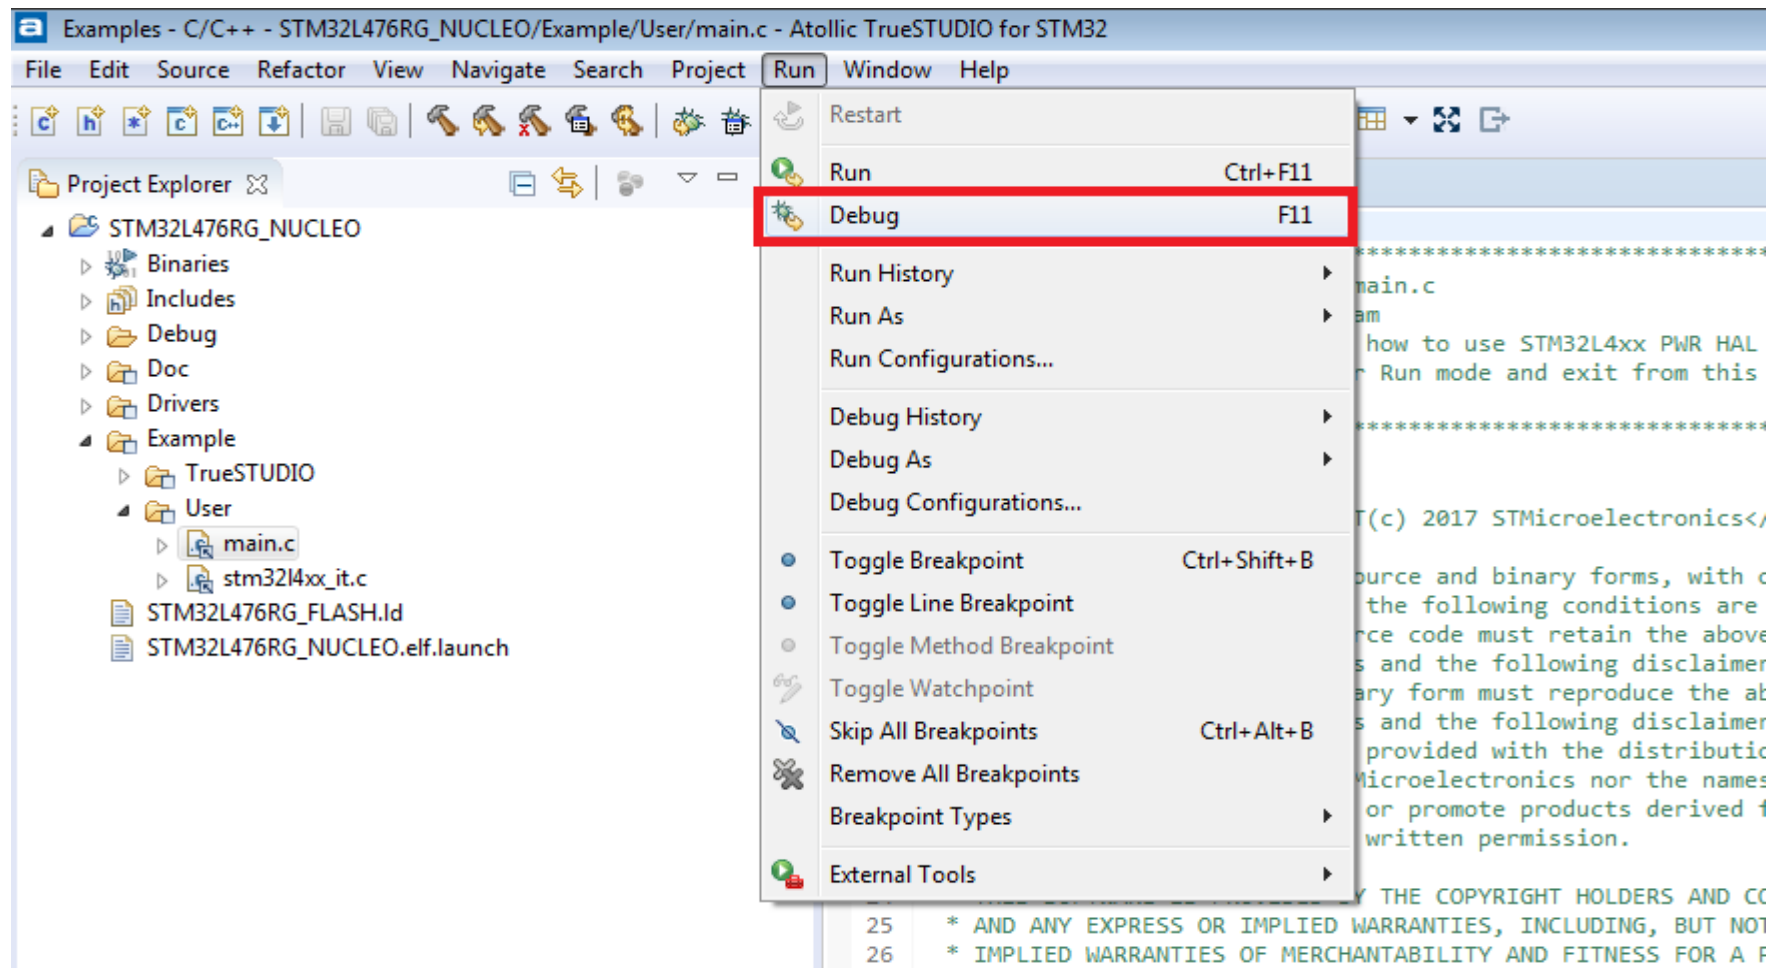 Examples - C/C++ - STM32L476RG_NUCLEO/Example/User/main.c - Atollic TrueSTUDIO for STM32
File Edit Source Refactor View Navigate Search Project Run Window Help
Project Explorer
STM32L476RG_NUCLEO
Binaries
Includes
Debug
Doc
Drivers
Example
TrueSTUDIO
User
main.c
stm32l4xx_it.c
STM32L476RG_FLASH.ld
STM32L476RG_NUCLEO.elf.launch
Restart
Run Ctrl+F11
Debug F11
Run History
Run As
Run Configurations...
Debug History
Debug As
Debug Configurations...
Toggle Breakpoint Ctrl+Shift+B
Toggle Line Breakpoint
Toggle Method Breakpoint
Toggle Watchpoint
Skip All Breakpoints Ctrl+Alt+B
Remove All Breakpoints
Breakpoint Types
External Tools
main.c
how to use STM32L4xx PWR HAL
Run mode and exit from this
T(c) 2017 STMicroelectronics</
and binary forms, with
the following conditions are
code must retain the above
and the following
form must reproduce the
and the following
provided with the
nor the names
or promote products derived
written permission.
THE COPYRIGHT HOLDERS AND
25 * AND ANY EXPRESS OR IMPLIED WARRANTIES, INCLUDING, BUT NOT
26 * IMPLIED WARRANTIES OF MERCHANTABILITY AND FITNESS FOR A